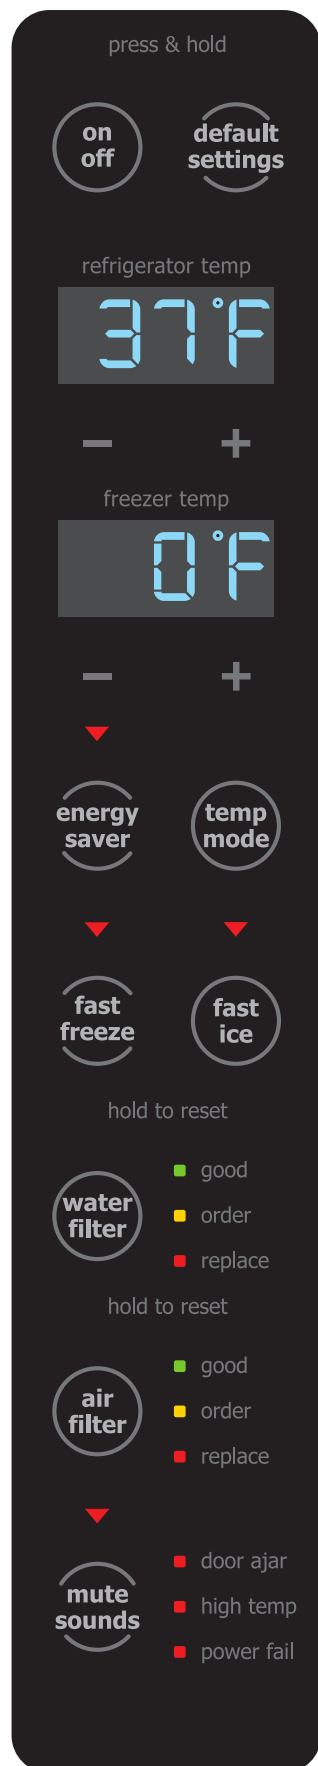 press & hold
on
off
default
settings
refrigerator temp
37°F
− +
freezer temp
0°F
− +
energy
saver
temp
mode
fast
freeze
fast
ice
hold to reset
water
filter
good
order
replace
hold to reset
air
filter
good
order
replace
mute
sounds
door ajar
high temp
power fail